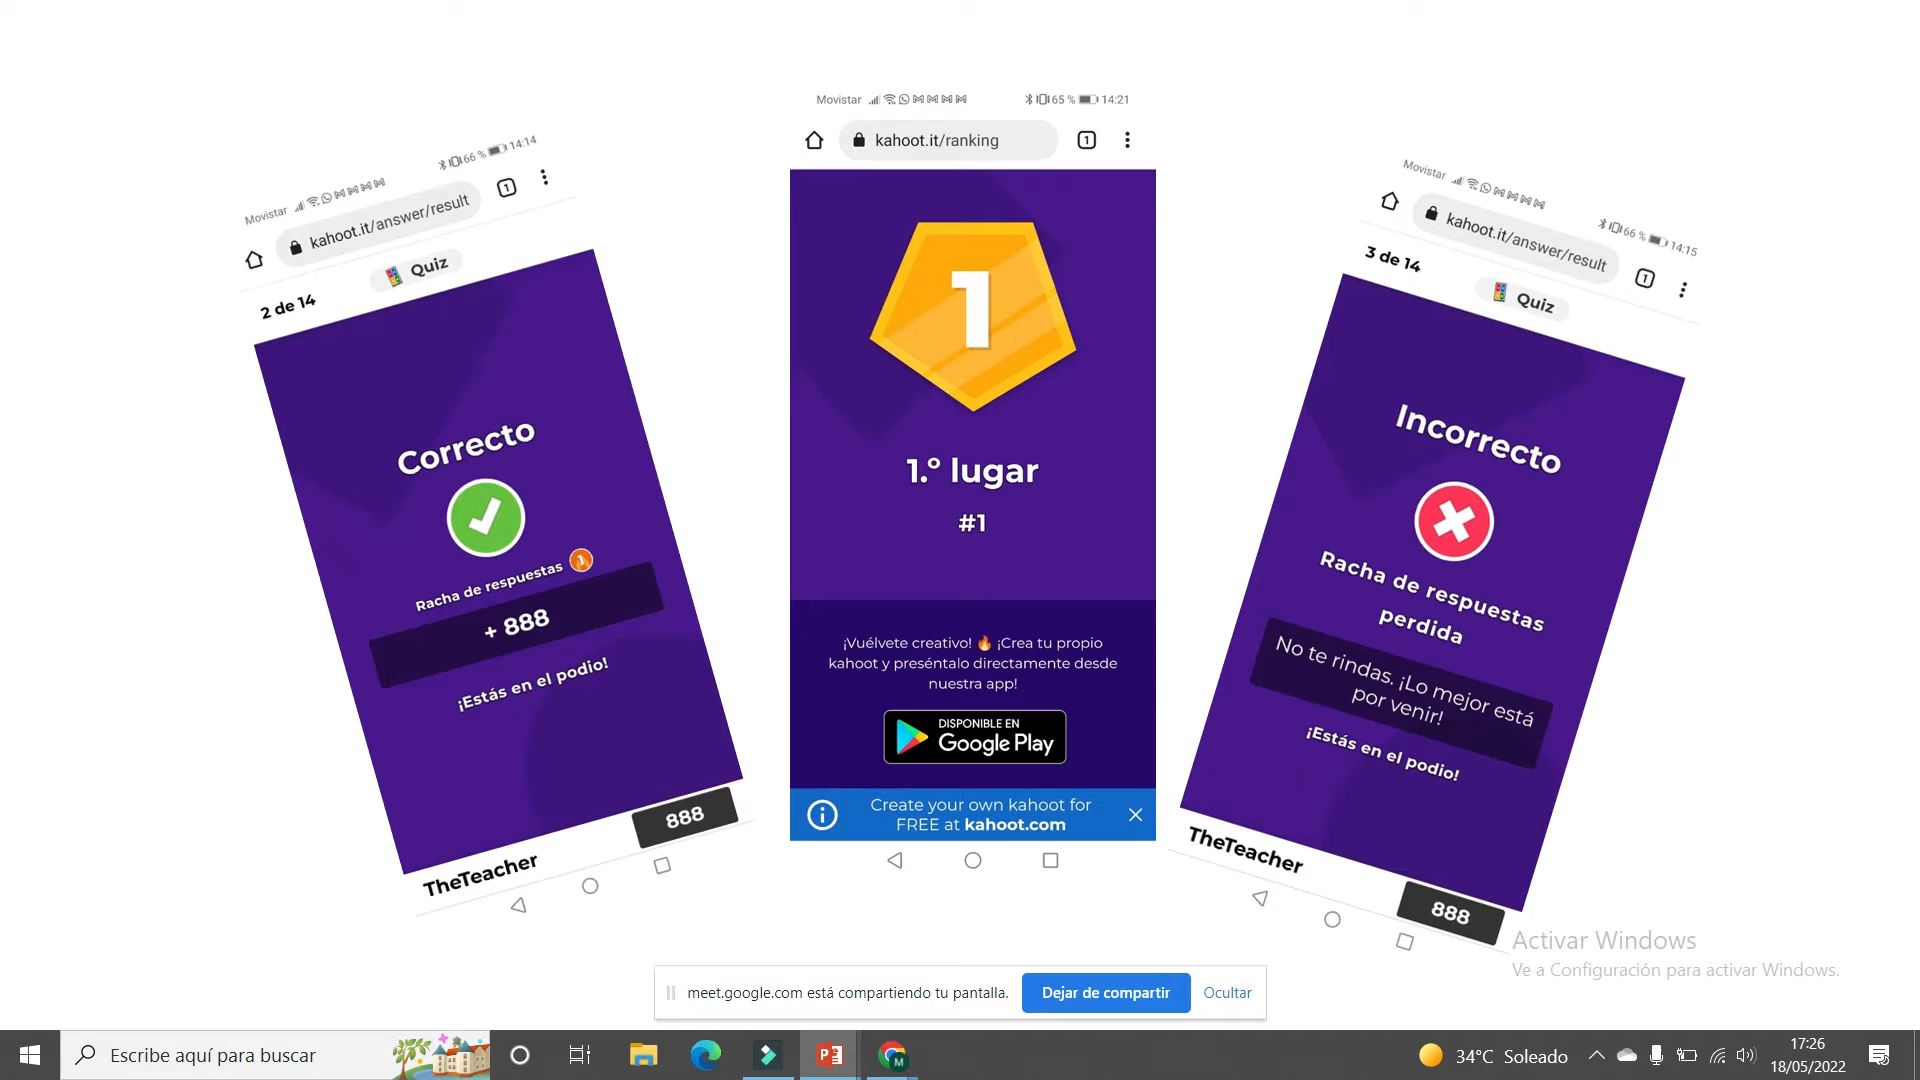 Movistar
66 % 14:14
kahoot.it/answer/result
1
2 de 14
Quiz
Correcto
Racha de respuestas 1
+ 888
¡Estás en el podio!
TheTeacher
888
Movistar
65 % 14:21
kahoot.it/ranking
1
1
1.º lugar
#1
¡Vuélvete creativo! 🔥 ¡Crea tu propio
kahoot y preséntalo directamente desde
nuestra app!
DISPONIBLE EN
Google Play
Create your own kahoot for
FREE at kahoot.com
Movistar
66 % 14:15
kahoot.it/answer/result
1
3 de 14
Quiz
Incorrecto
Racha de respuestas
perdida
No te rindas. ¡Lo mejor está
por venir!
¡Estás en el podio!
TheTeacher
888
Activar Windows
Ve a Configuración para activar Windows.
meet.google.com está compartiendo tu pantalla.
Dejar de compartir
Ocultar
Escribe aquí para buscar
34°C Soleado
17:26
18/05/2022